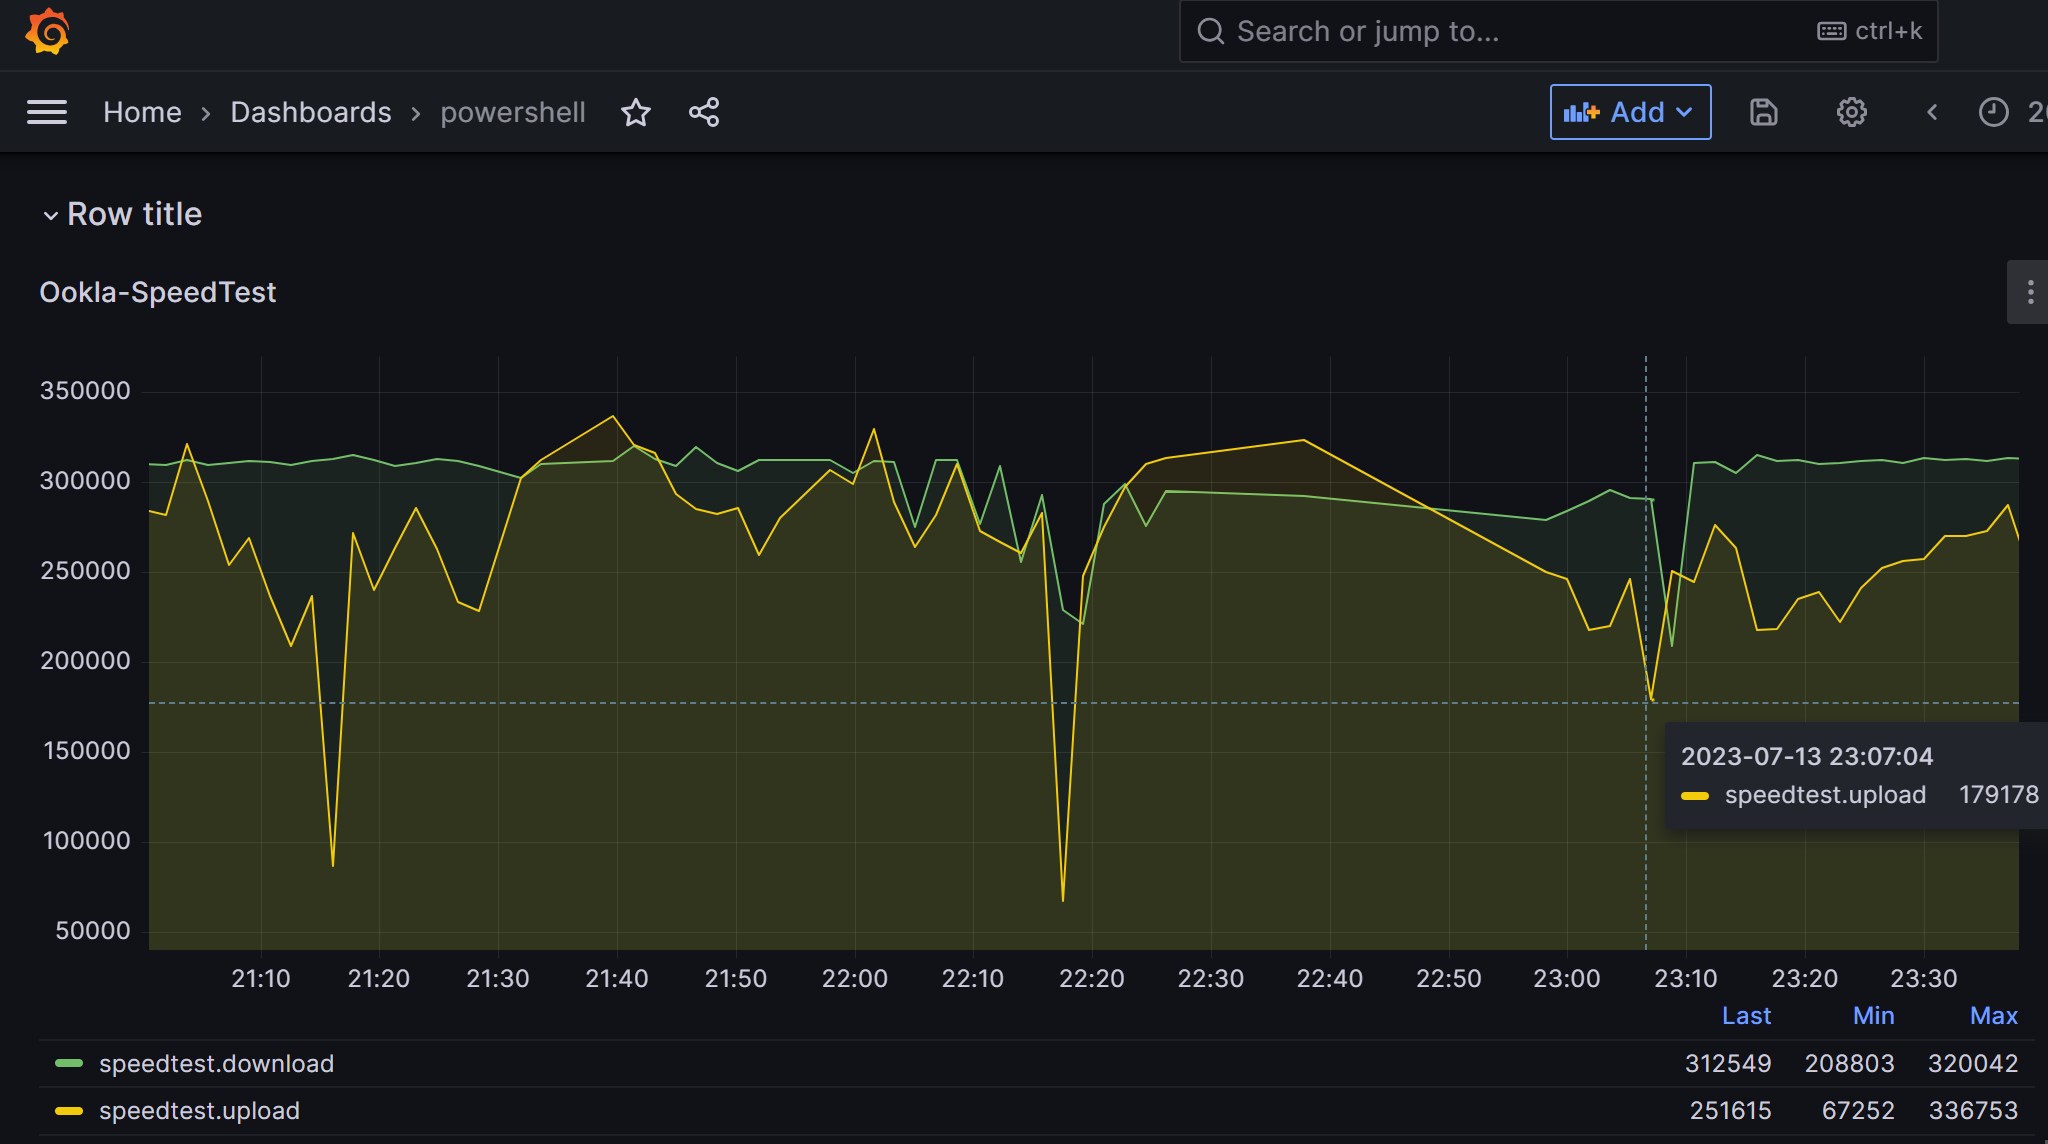 Search or jump to... ctrl+k
Home > Dashboards > powershell Add
Row title
Ookla-SpeedTest
350000
300000
250000
200000
150000
100000
50000
2023-07-13 23:07:04
speedtest.upload 179178
21:10 21:20 21:30 21:40 21:50 22:00 22:10 22:20 22:30 22:40 22:50 23:00 23:10 23:20 23:30
Last Min Max
speedtest.download 312549 208803 320042
speedtest.upload 251615 67252 336753